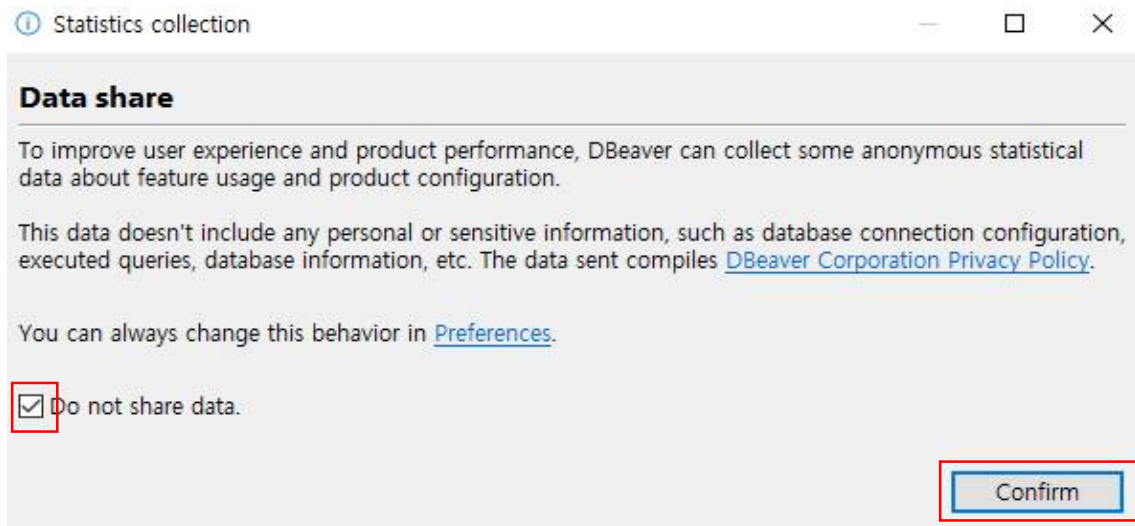 Statistics collection
Data share
To improve user experience and product performance, DBeaver can collect some anonymous statistical
data about feature usage and product configuration.
This data doesn't include any personal or sensitive information, such as database connection configuration,
executed queries, database information, etc. The data sent compiles DBeaver Corporation Privacy Policy.
You can always change this behavior in Preferences.
Do not share data.
Confirm